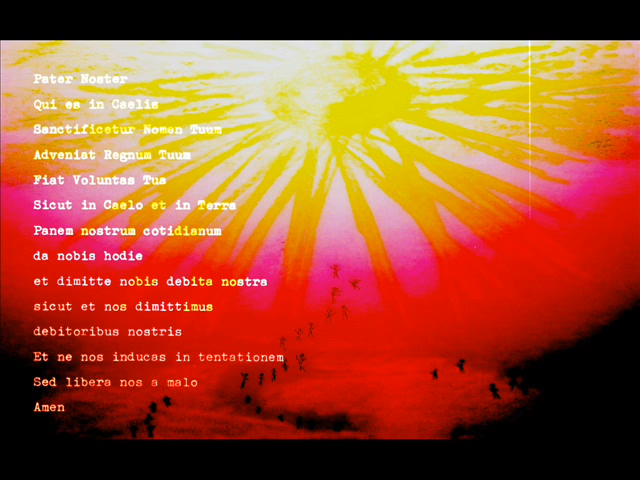 Pater Noster
Qui es in Caelis
Sanctificetur Nomen Tuum
Adveniat Regnum Tuum
Fiat Voluntas Tua
Sicut in Caelo et in Terra
Panem nostrum cotidianum
da nobis hodie
et dimitte nobis debita nostra
sicut et nos dimittimus
debitoribus nostris
Et ne nos inducas in tentationem
Sed libera nos a malo
Amen